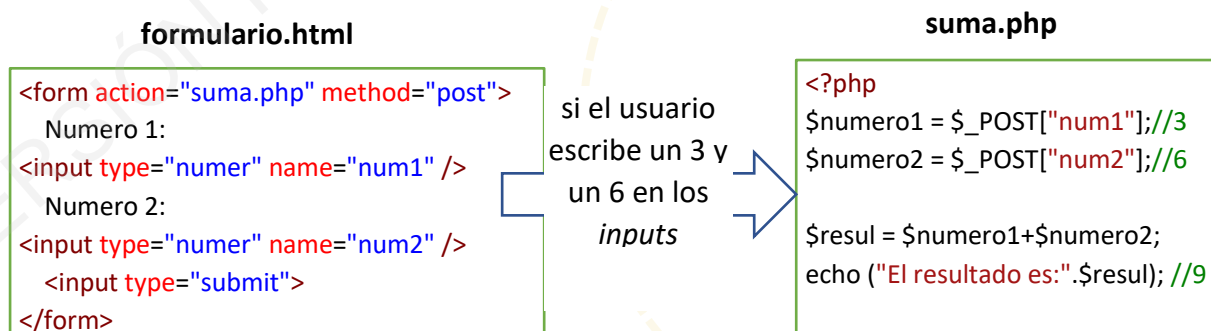 formulario.html
<form action="suma.php" method="post">
Numero 1:
<input type="numer" name="num1" />
Numero 2:
<input type="numer" name="num2" />
<input type="submit">
</form>
si el usuario
escribe un 3 y
un 6 en los
inputs
suma.php
<?php
$numero1 = $_POST["num1"];//3
$numero2 = $_POST["num2"];//6
$resul = $numero1+$numero2;
echo ("El resultado es:".$resul); //9